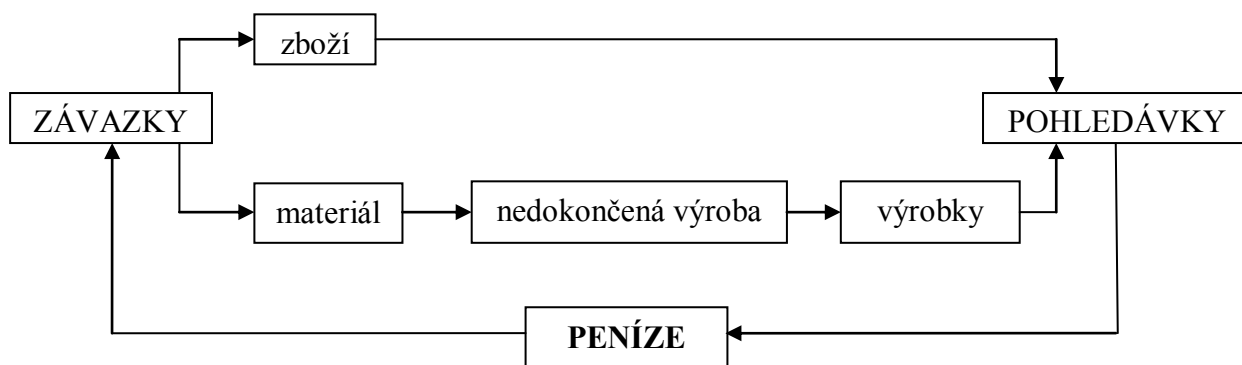 zboží
ZÁVAZKY
POHLEDÁVKY
materiál
nedokončená výroba
výrobky
PENÍZE